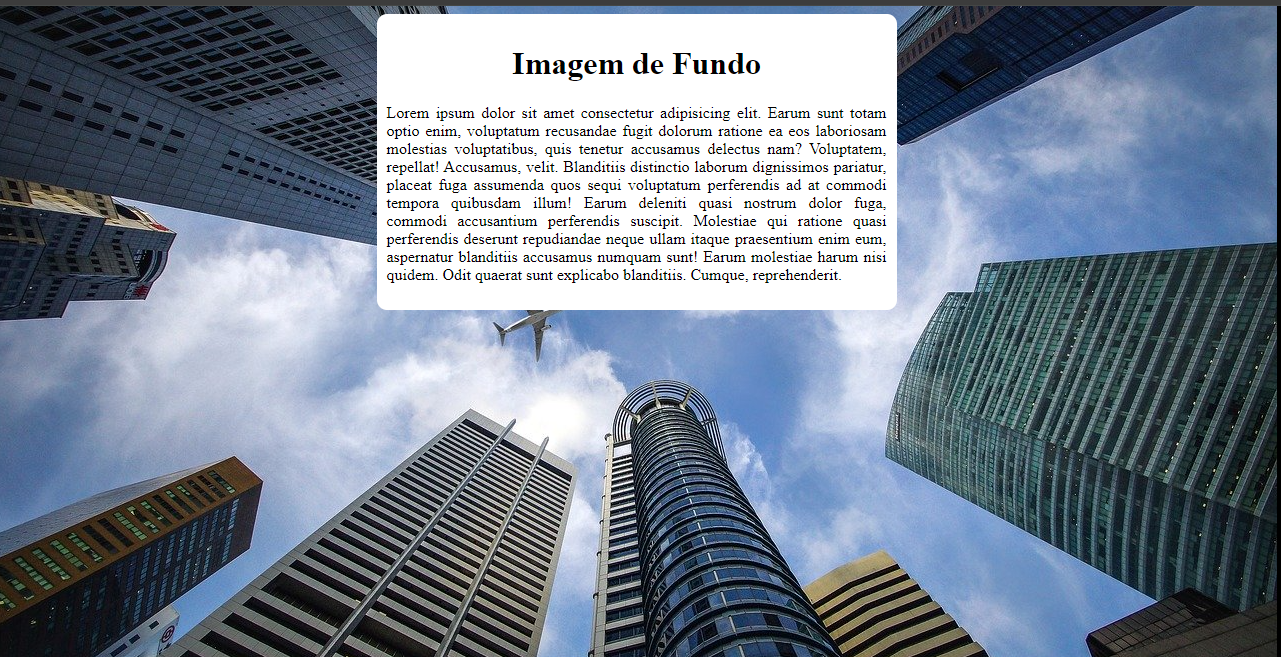 Imagem de Fundo
Lorem ipsum dolor sit amet consectetur adipisicing elit. Earum sunt totam
optio enim, voluptatum recusandae fugit dolorum ratione ea eos laboriosam
molestias voluptatibus, quis tenetur accusamus delectus nam? Voluptatem,
repellat! Accusamus, velit. Blanditiis distinctio laborum dignissimos pariatur,
placeat fuga assumenda quos sequi voluptatum perferendis ad at commodi
tempora quibusdam illum! Earum deleniti quasi nostrum dolor fuga,
commodi accusantium perferendis suscipit. Molestiae qui ratione quasi
perferendis deserunt repudiandae neque ullam itaque praesentium enim eum,
aspernatur blanditiis accusamus numquam sunt! Earum molestiae harum nisi
quidem. Odit quaerat sunt explicabo blanditiis. Cumque, reprehenderit.